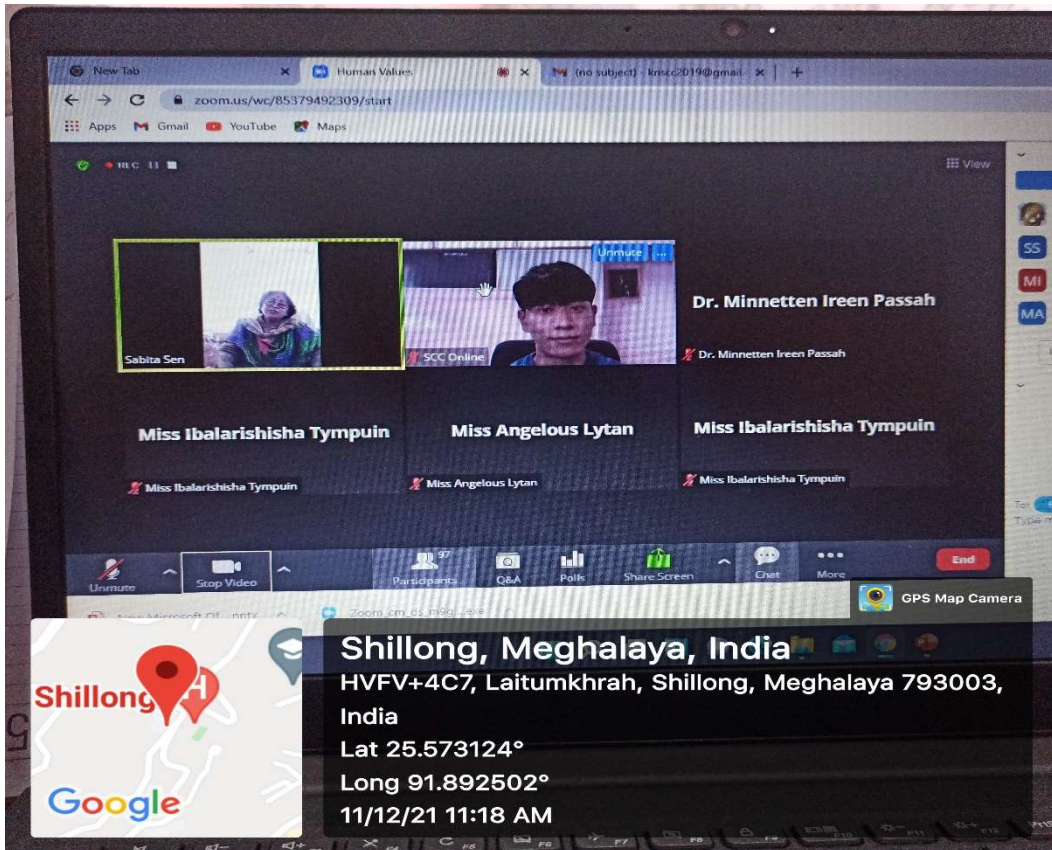 New Tab
Human Values
(no subject) - kriscc2019@gmail
zoom.us/wc/85379492309/start
Apps
Gmail
YouTube
Maps
REC
View
Unmute
Sabita Sen
SCC Online
Dr. Minnetten Ireen Passah
Dr. Minnetten Ireen Passah
SS
MI
MA
Miss Ibalarishisha Tympuin
Miss Angelous Lytan
Miss Ibalarishisha Tympuin
Miss Ibalarishisha Tympuin
Miss Angelous Lytan
Miss Ibalarishisha Tympuin
To:
Type m
97
Unmute
Stop Video
Participants
Q&A
Polls
Share Screen
Chat
More
End
GPS Map Camera
Shillong
H
Google
Shillong, Meghalaya, India
HVFV+4C7, Laitumkhrah, Shillong, Meghalaya 793003,
India
Lat 25.573124°
Long 91.892502°
11/12/21 11:18 AM